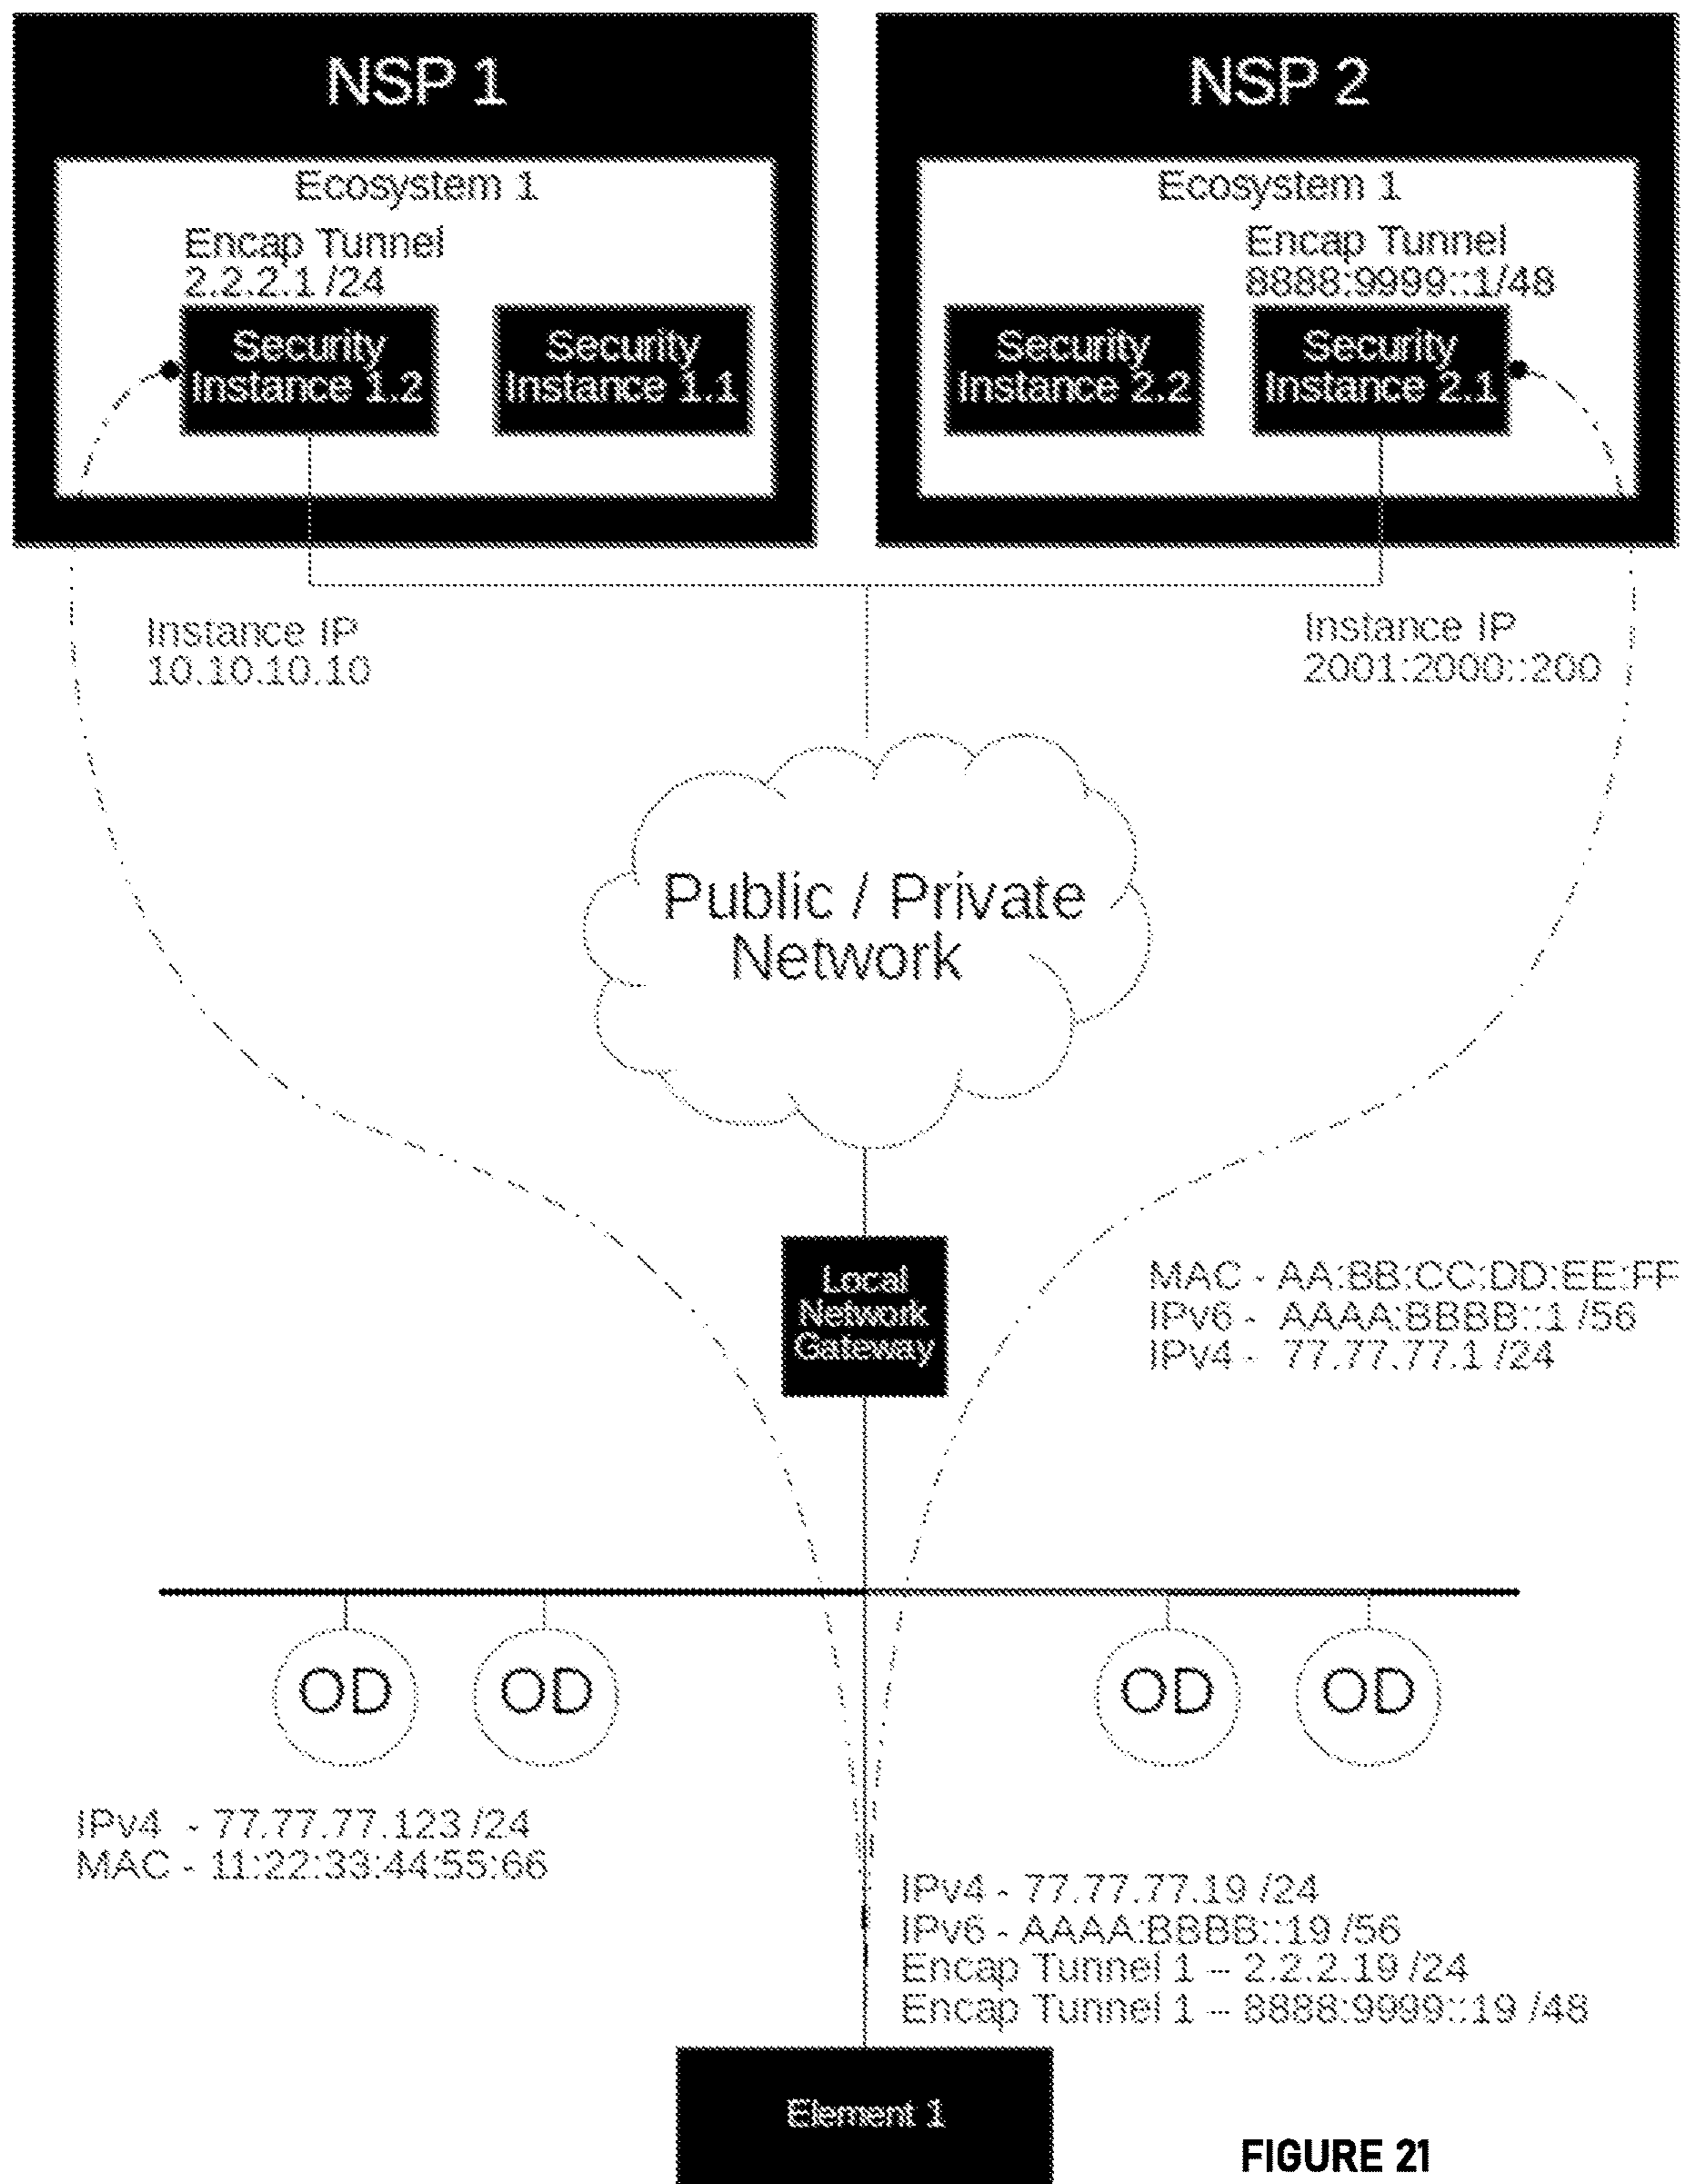 NSP 1
Ecosystem 1
Encap Tunnel
2.2.2.1 /24
Security
Instance 1.2
Security
Instance 1.1
NSP 2
Ecosystem 1
Encap Tunnel
8888:9999::1/48
Security
Instance 2.2
Security
Instance 2.1
Instance IP
10.10.10.10
Instance IP
2001:2000::200
Public / Private
Network
Local
Network
Gateway
MAC - AA:BB:CC:DD:EE:FF
IPv6 - AAAA:BBBB::1 /56
IPv4 - 77.77.77.1 /24
OD
OD
OD
OD
IPv4 - 77.77.77.123 /24
MAC - 11:22:33:44:55:66
IPv4 - 77.77.77.19 /24
IPv6 - AAAA:BBBB::19 /56
Encap Tunnel 1 – 2.2.2.19 /24
Encap Tunnel 1 – 8888:9999::19 /48
Element 1
FIGURE 21